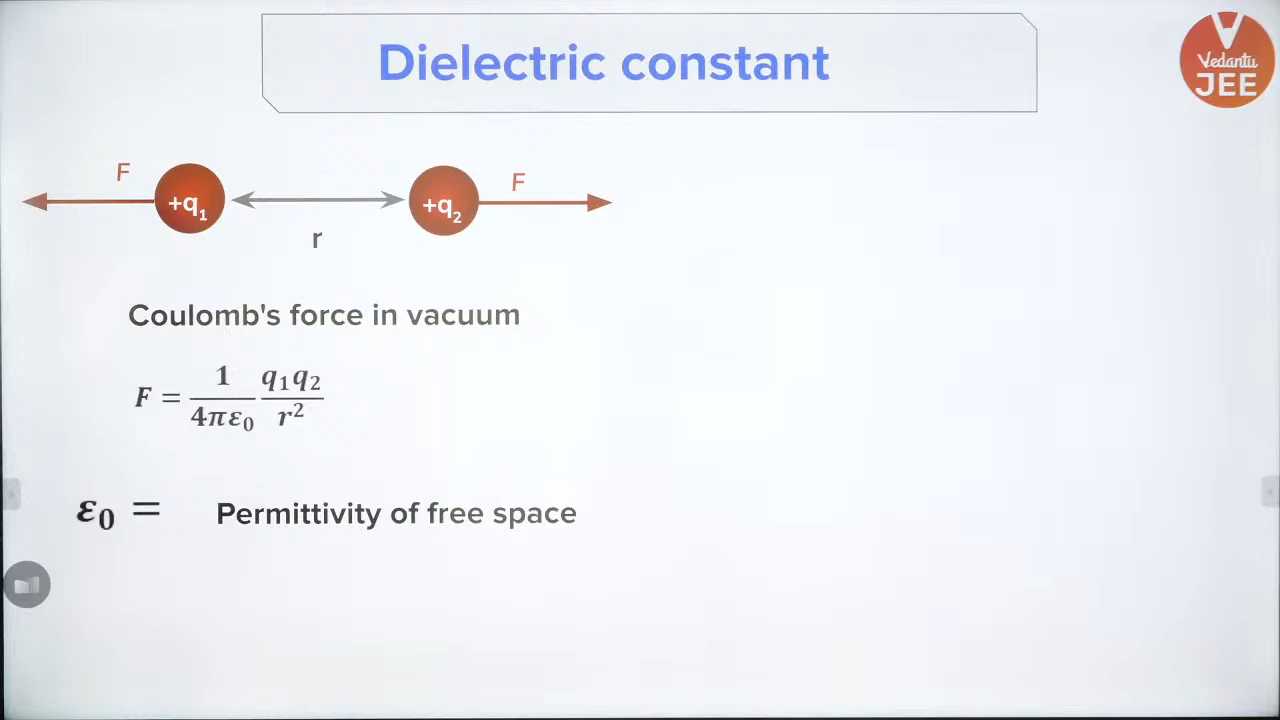 Dielectric constant
Vedantu
JEE
F
+q₁
+q₂
F
r
Coulomb's force in vacuum
F = 1/4πε₀ q₁q₂/r²
ε₀ = Permittivity of free space